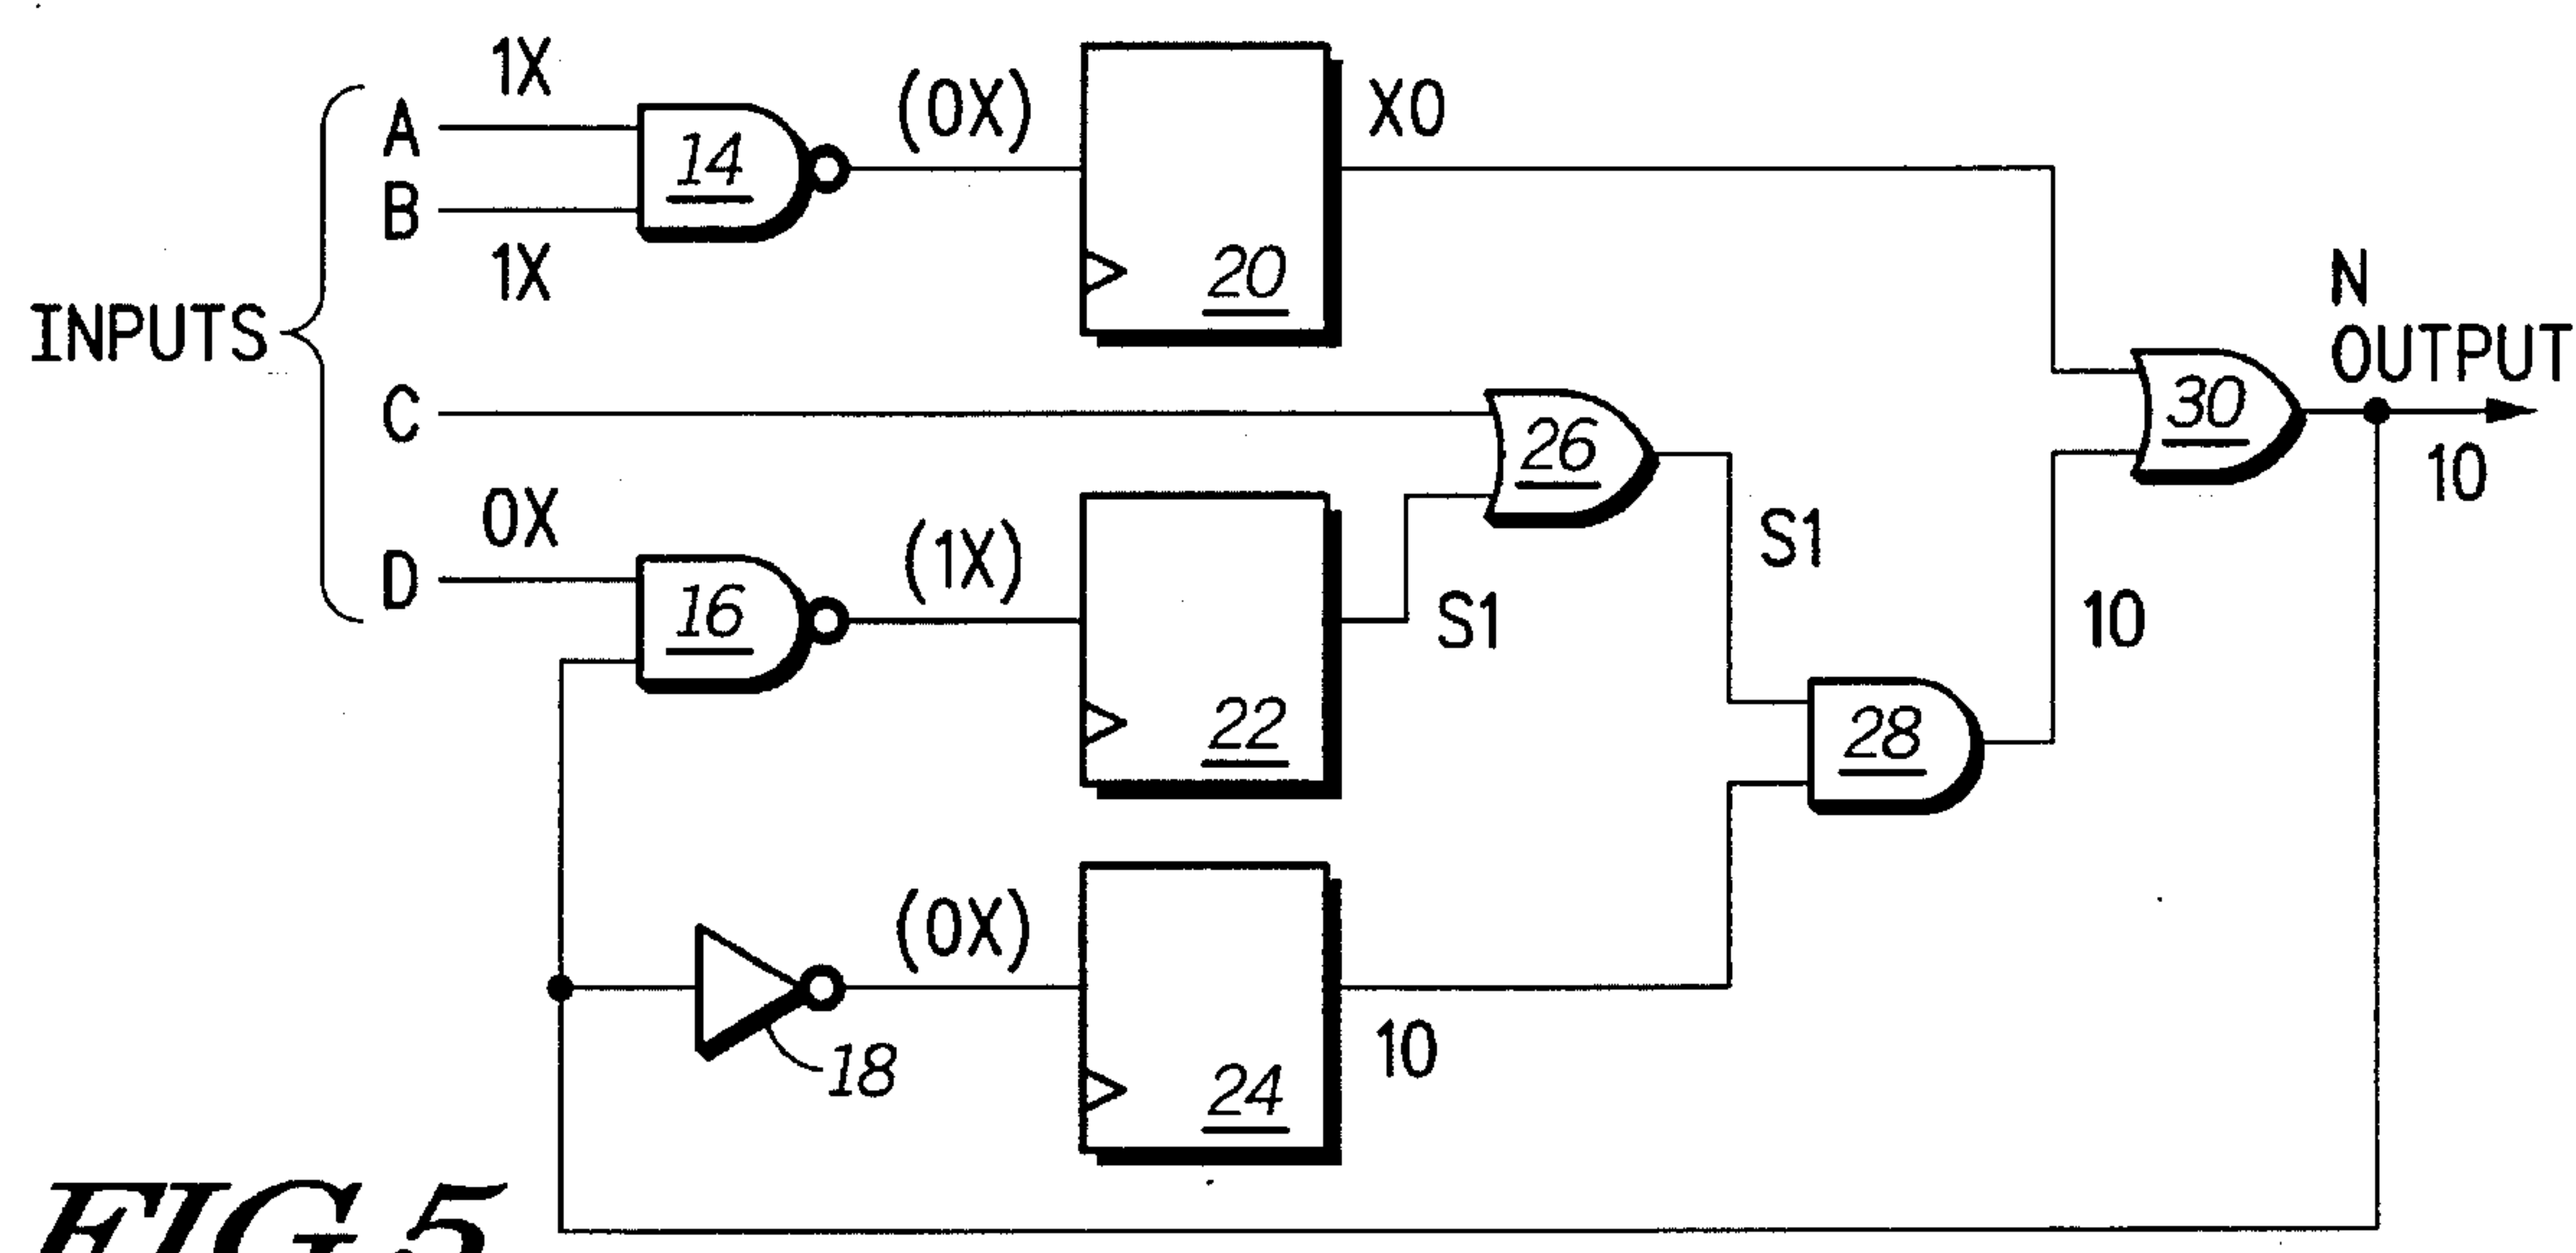 1X
A
14
(0X)
X0
B
20
1X
INPUTS
N
OUTPUT
C
26
30
10
0X
(1X)
S1
D
16
S1
10
22
28
(0X)
18
10
24
FIG.5